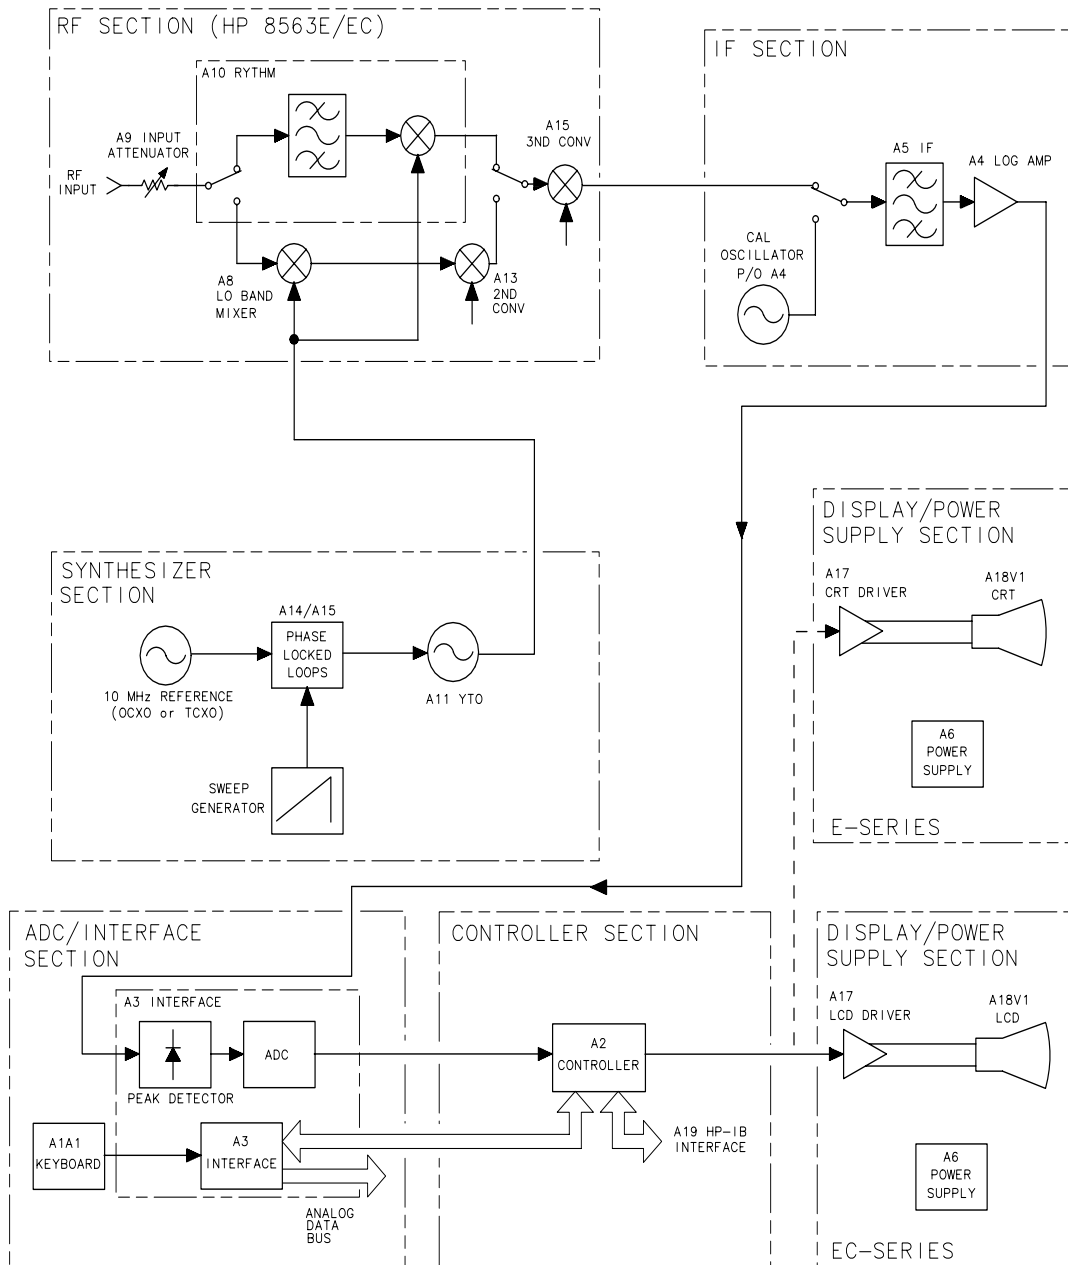 RF SECTION (HP 8563E/EC)
A10 RYTHM
A9 INPUT
ATTENUATOR
RF
INPUT
A15
3ND CONV
A8
LO BAND
MIXER
A13
2ND
CONV
IF SECTION
A5 IF
A4 LOG AMP
CAL
OSCILLATOR
P/O A4
SYNTHESIZER
SECTION
A14/A15
PHASE
LOCKED
LOOPS
10 MHz REFERENCE
(OCXO or TCXO)
A11 YTO
SWEEP
GENERATOR
DISPLAY/POWER
SUPPLY SECTION
A17
CRT DRIVER
A18V1
CRT
A6
POWER
SUPPLY
E-SERIES
ADC/INTERFACE
SECTION
A3 INTERFACE
PEAK DETECTOR
ADC
A1A1
KEYBOARD
A3
INTERFACE
ANALOG
DATA
BUS
CONTROLLER SECTION
A2
CONTROLLER
A19 HP-IB
INTERFACE
DISPLAY/POWER
SUPPLY SECTION
A17
LCD DRIVER
A18V1
LCD
A6
POWER
SUPPLY
EC-SERIES